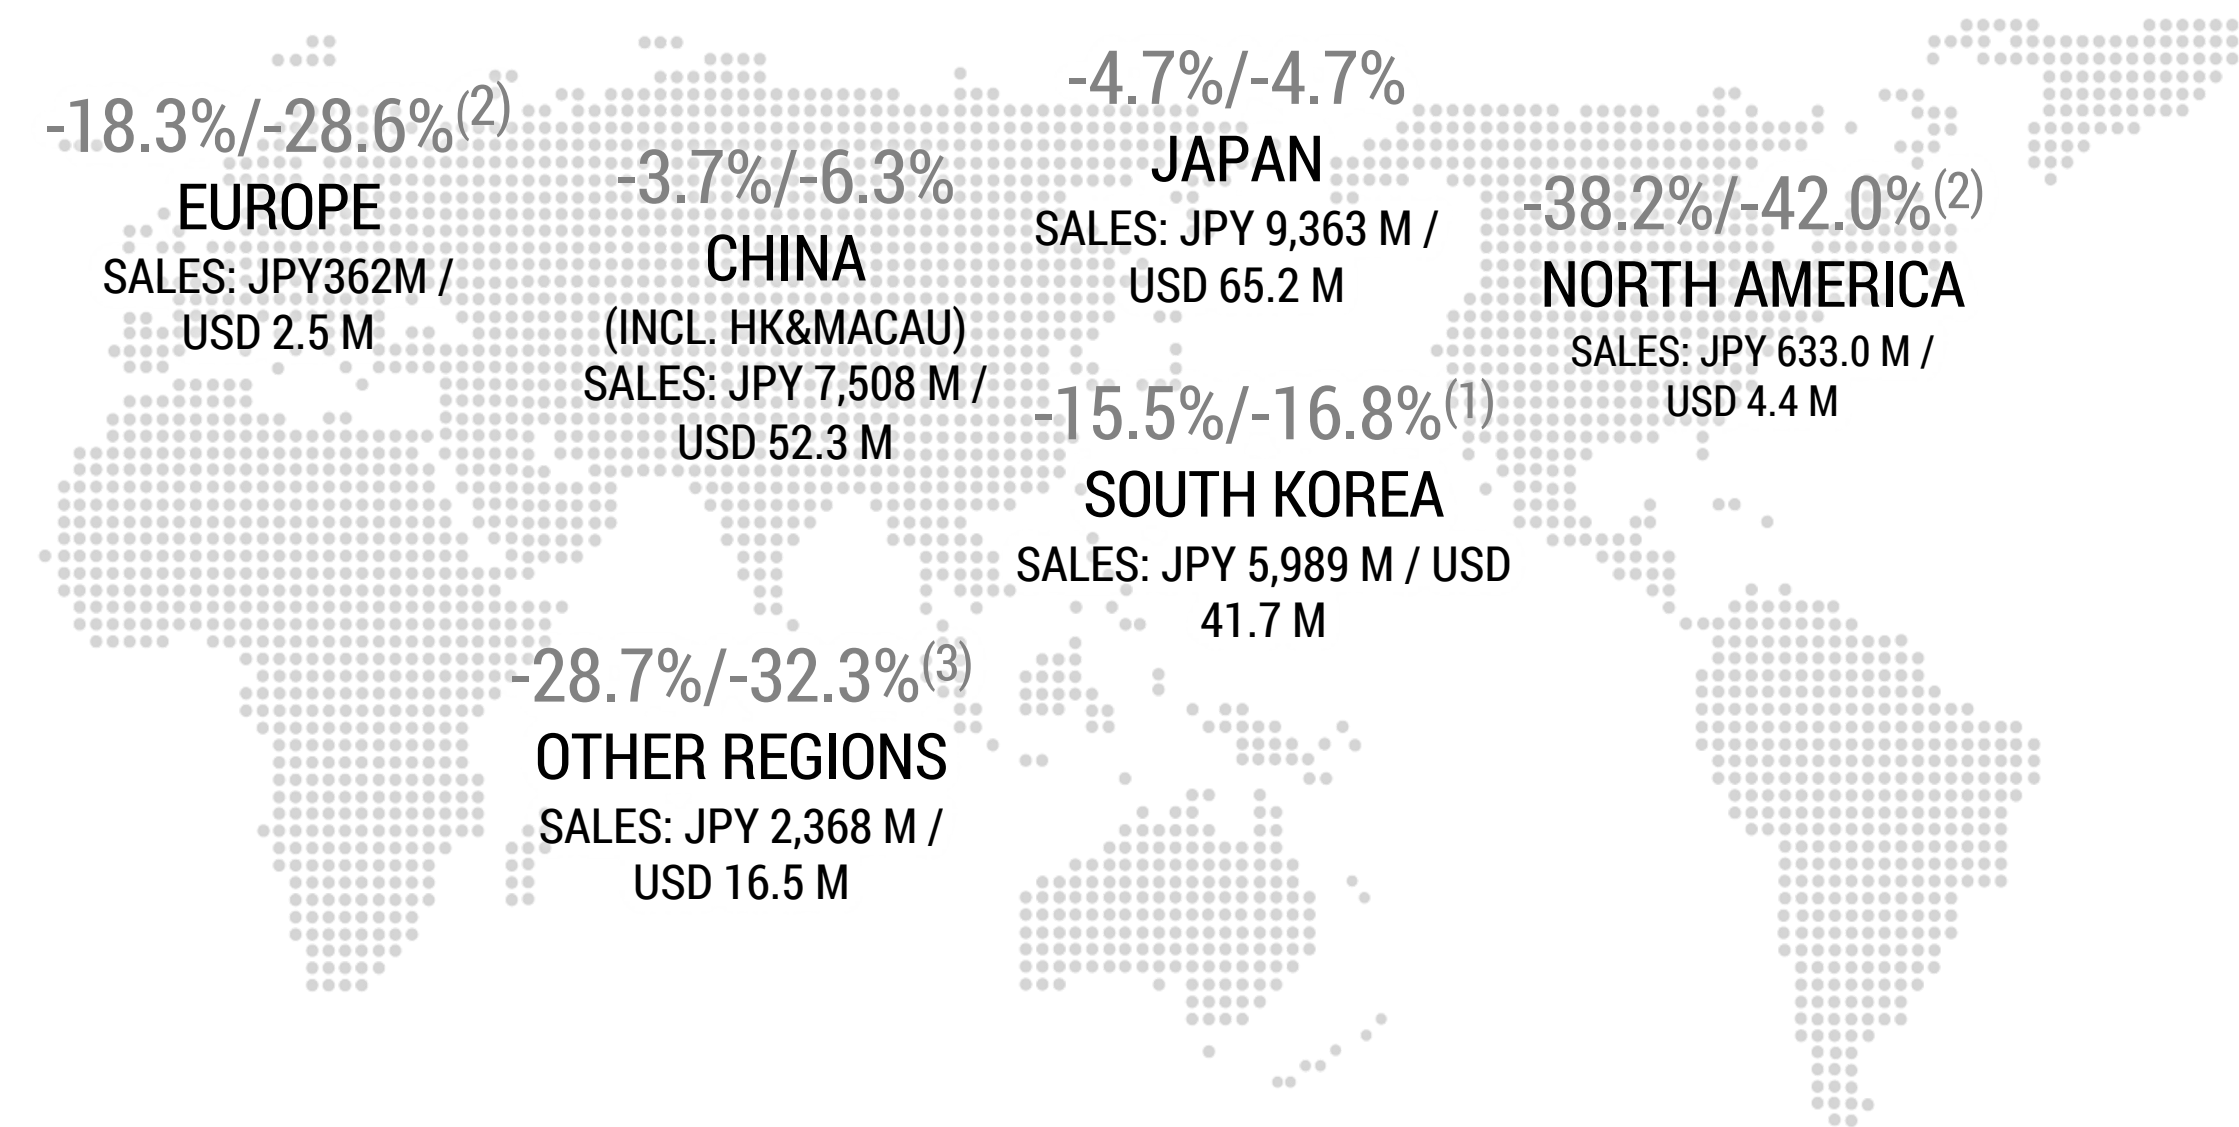 -18.3%/-28.6%(2)
EUROPE
SALES: JPY362M /
USD 2.5 M
-3.7%/-6.3%
CHINA
(INCL. HK&MACAU)
SALES: JPY 7,508 M /
USD 52.3 M
-4.7%/-4.7%
JAPAN
SALES: JPY 9,363 M /
USD 65.2 M
-38.2%/-42.0%(2)
NORTH AMERICA
SALES: JPY 633.0 M /
USD 4.4 M
-15.5%/-16.8%(1)
SOUTH KOREA
SALES: JPY 5,989 M / USD
41.7 M
-28.7%/-32.3%(3)
OTHER REGIONS
SALES: JPY 2,368 M /
USD 16.5 M